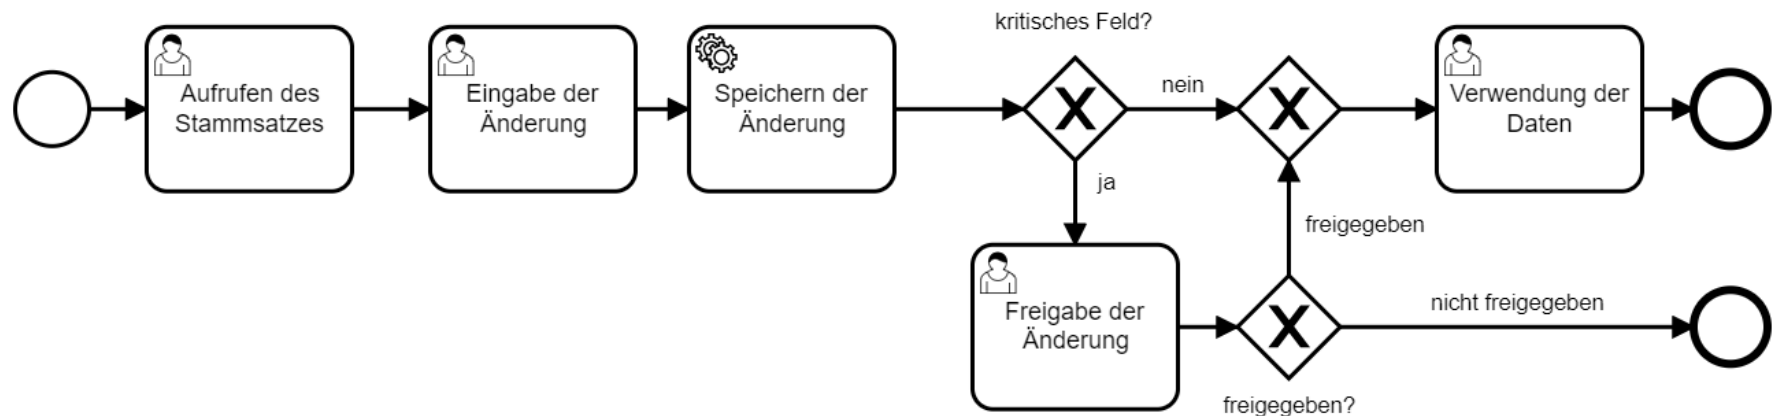 kritisches Feld?
Aufrufen des
Stammsatzes
Eingabe der
Änderung
Speichern der
Änderung
nein
Verwendung der
Daten
ja
freigegeben
Freigabe der
Änderung
nicht freigegeben
freigegeben?